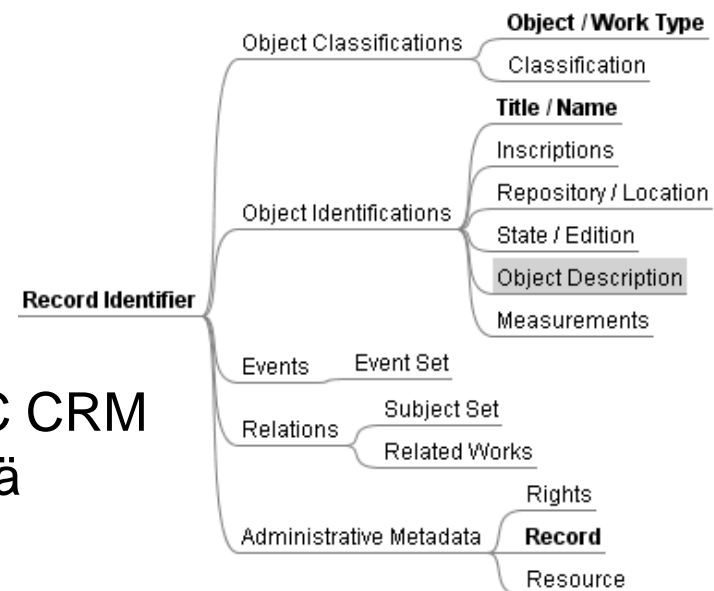 Object Classifications
Object / Work Type
Classification
Object Identifications
Title / Name
Inscriptions
Repository / Location
State / Edition
Object Description
Measurements
Record Identifier
Events
Event Set
Relations
Subject Set
Related Works
Administrative Metadata
Rights
Record
Resource
CRM